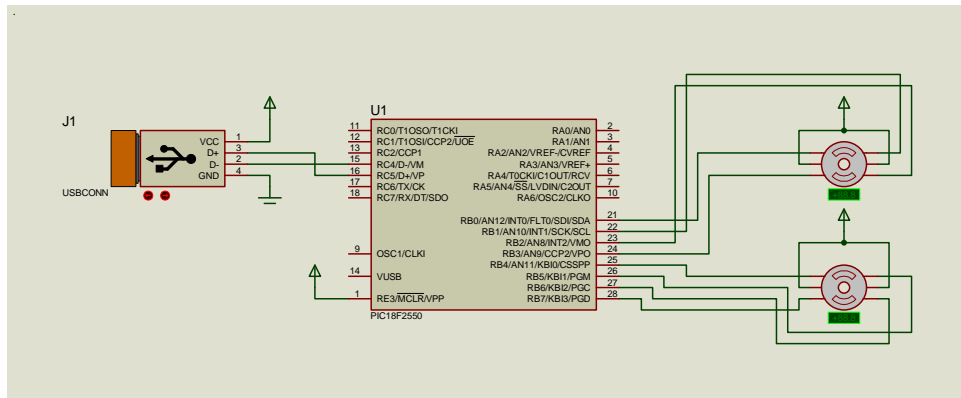 J1
USBCONN
VCC 1
D+ 3
D- 2
GND 4
U1
11 RC0/T1OSO/T1CKI
12 RC1/T1OSI/CCP2/UOE
13 RC2/CCP1
15 RC4/D-/VM
16 RC5/D+/VP
17 RC6/TX/CK
18 RC7/RX/DT/SDO
9 OSC1/CLKI
14 VUSB
1 RE3/MCLR/VPP
RA0/AN0 2
RA1/AN1 3
RA2/AN2/VREF-/CVREF 4
RA3/AN3/VREF+ 5
RA4/T0CKI/C1OUT/RCV 6
RA5/AN4/SS/LVDIN/C2OUT 7
RA6/OSC2/CLKO 10
RB0/AN12/INT0/FLT0/SDI/SDA 21
RB1/AN10/INT1/SCK/SCL 22
RB2/AN8/INT2/VMO 23
RB3/AN9/CCP2/VPO 24
RB4/AN11/KBI0/CSSPP 25
RB5/KBI1/PGM 26
RB6/KBI2/PGC 27
RB7/KBI3/PGD 28
PIC18F2550
+88.8
+88.8